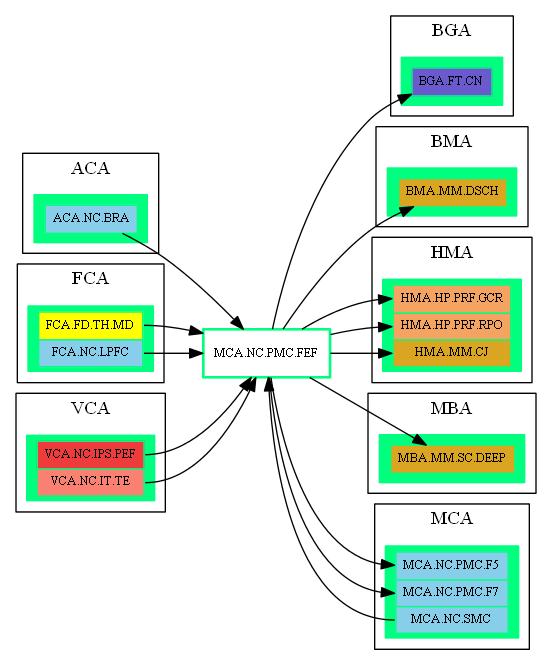 ACA
ACA.NC.BRA
FCA
FCA.FD.TH.MD
FCA.NC.LPFC
VCA
VCA.NC.IPS.PEF
VCA.NC.IT.TE
MCA.NC.PMC.FEF
BGA
BGA.FT.CN
BMA
BMA.MM.DSCH
HMA
HMA.HP.PRF.GCR
HMA.HP.PRF.RPO
HMA.MM.CJ
MBA
MBA.MM.SC.DEEP
MCA
MCA.NC.PMC.F5
MCA.NC.PMC.F7
MCA.NC.SMC